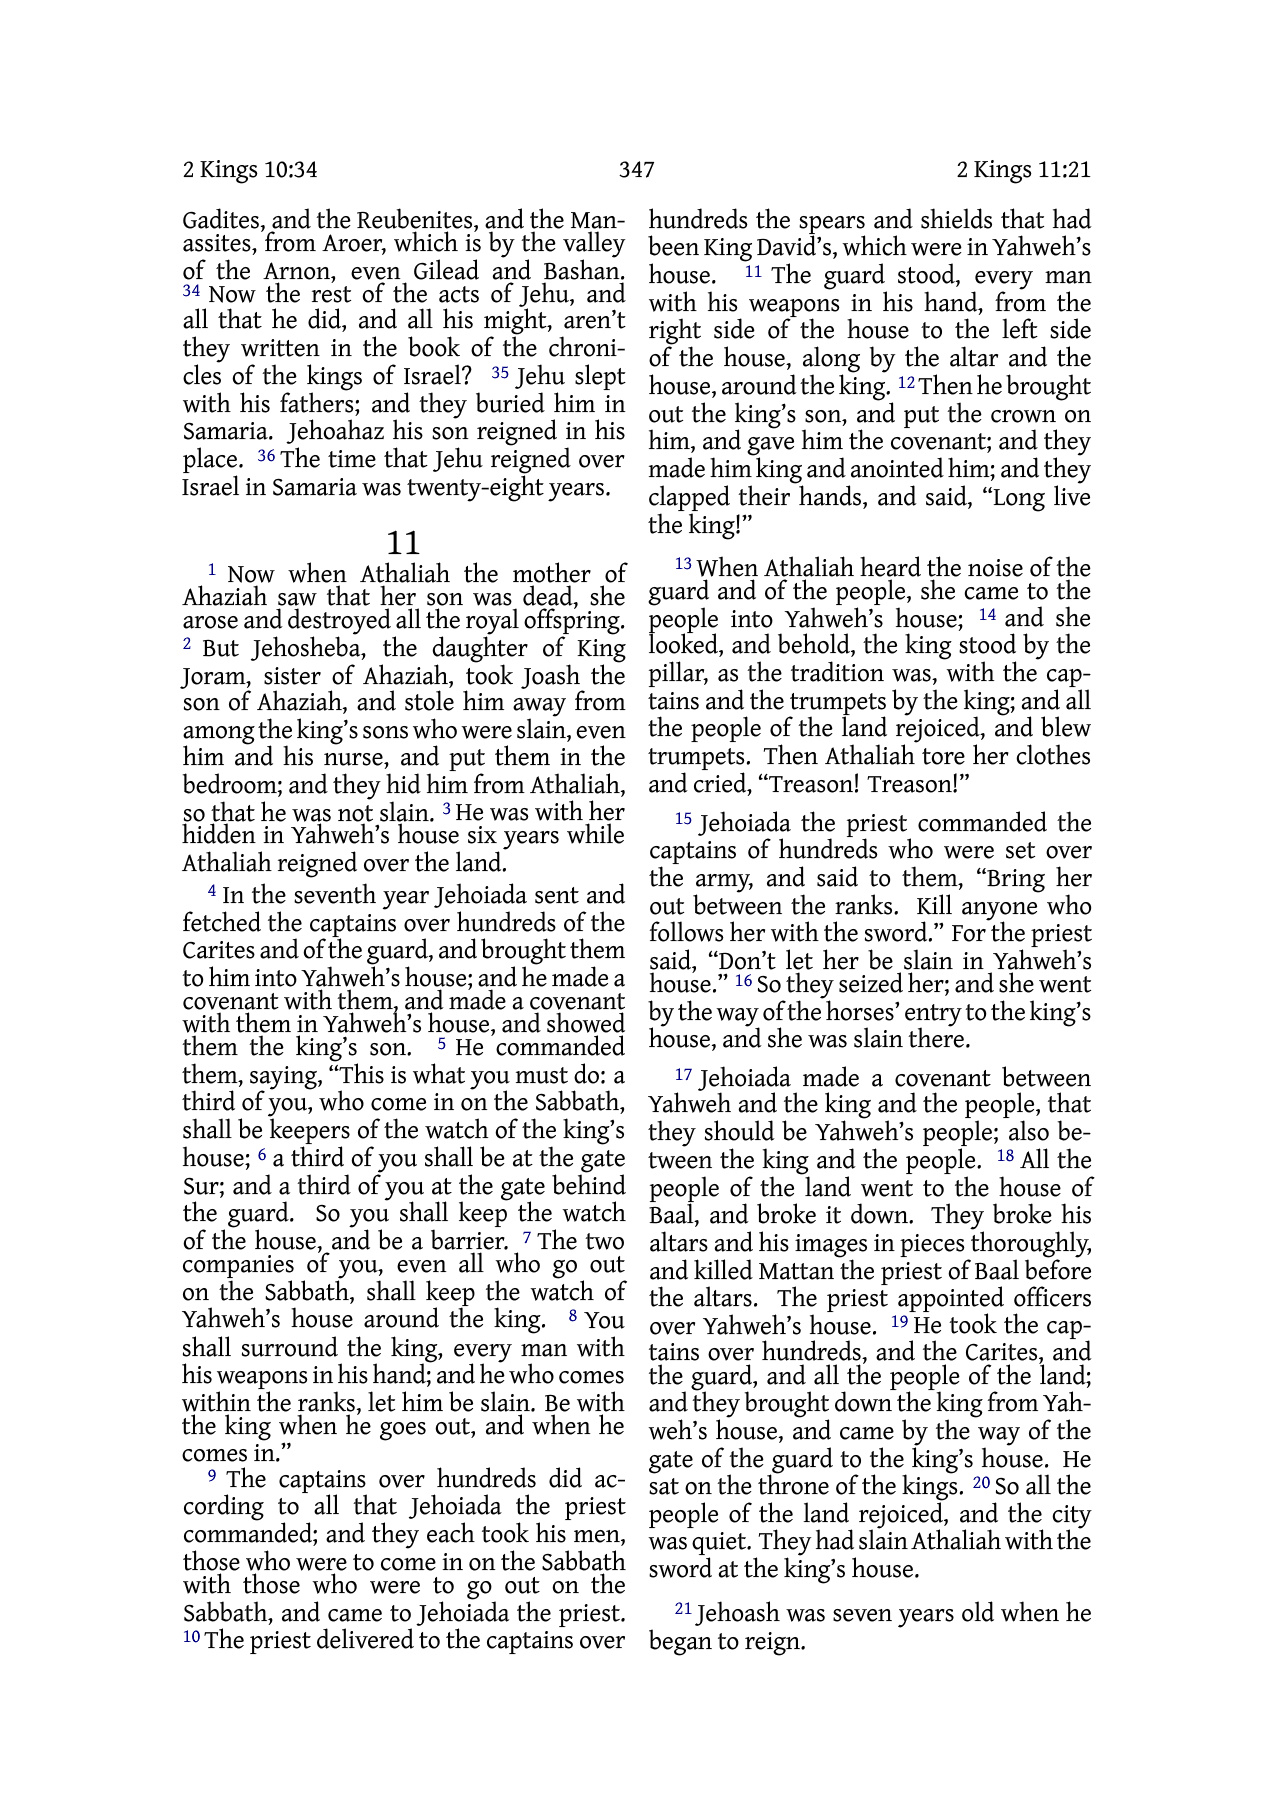 2 Kings 10:34
347
2 Kings 11:21
Gadites, and the Reubenites, and the Man-
assites, from Aroer, which is by the valley
of the Arnon, even Gilead and Bashan.
34 Now the rest of the acts of Jehu, and
all that he did, and all his might, aren’t
they written in the book of the chroni-
cles of the kings of Israel? 35 Jehu slept
with his fathers; and they buried him in
Samaria. Jehoahaz his son reigned in his
place. 36 The time that Jehu reigned over
Israel in Samaria was twenty-eight years.
11
1 Now when Athaliah the mother of
Ahaziah saw that her son was dead, she
arose and destroyed all the royal offspring.
2 But Jehosheba, the daughter of King
Joram, sister of Ahaziah, took Joash the
son of Ahaziah, and stole him away from
among the king’s sons who were slain, even
him and his nurse, and put them in the
bedroom; and they hid him from Athaliah,
so that he was not slain. 3 He was with her
hidden in Yahweh’s house six years while
Athaliah reigned over the land.
4 In the seventh year Jehoiada sent and
fetched the captains over hundreds of the
Carites and of the guard, and brought them
to him into Yahweh’s house; and he made a
covenant with them, and made a covenant
with them in Yahweh’s house, and showed
them the king’s son. 5 He commanded
them, saying, “This is what you must do: a
third of you, who come in on the Sabbath,
shall be keepers of the watch of the king’s
house; 6 a third of you shall be at the gate
Sur; and a third of you at the gate behind
the guard. So you shall keep the watch
of the house, and be a barrier. 7 The two
companies of you, even all who go out
on the Sabbath, shall keep the watch of
Yahweh’s house around the king. 8 You
shall surround the king, every man with
his weapons in his hand; and he who comes
within the ranks, let him be slain. Be with
the king when he goes out, and when he
comes in.”
9 The captains over hundreds did ac-
cording to all that Jehoiada the priest
commanded; and they each took his men,
those who were to come in on the Sabbath
with those who were to go out on the
Sabbath, and came to Jehoiada the priest.
10 The priest delivered to the captains over
hundreds the spears and shields that had
been King David’s, which were in Yahweh’s
house. 11 The guard stood, every man
with his weapons in his hand, from the
right side of the house to the left side
of the house, along by the altar and the
house, around the king. 12 Then he brought
out the king’s son, and put the crown on
him, and gave him the covenant; and they
made him king and anointed him; and they
clapped their hands, and said, “Long live
the king!”
13 When Athaliah heard the noise of the
guard and of the people, she came to the
people into Yahweh’s house; 14 and she
looked, and behold, the king stood by the
pillar, as the tradition was, with the cap-
tains and the trumpets by the king; and all
the people of the land rejoiced, and blew
trumpets. Then Athaliah tore her clothes
and cried, “Treason! Treason!”
15 Jehoiada the priest commanded the
captains of hundreds who were set over
the army, and said to them, “Bring her
out between the ranks. Kill anyone who
follows her with the sword.” For the priest
said, “Don’t let her be slain in Yahweh’s
house.” 16 So they seized her; and she went
by the way of the horses’ entry to the king’s
house, and she was slain there.
17 Jehoiada made a covenant between
Yahweh and the king and the people, that
they should be Yahweh’s people; also be-
tween the king and the people. 18 All the
people of the land went to the house of
Baal, and broke it down. They broke his
altars and his images in pieces thoroughly,
and killed Mattan the priest of Baal before
the altars. The priest appointed officers
over Yahweh’s house. 19 He took the cap-
tains over hundreds, and the Carites, and
the guard, and all the people of the land;
and they brought down the king from Yah-
weh’s house, and came by the way of the
gate of the guard to the king’s house. He
sat on the throne of the kings. 20 So all the
people of the land rejoiced, and the city
was quiet. They had slain Athaliah with the
sword at the king’s house.
21 Jehoash was seven years old when he
began to reign.